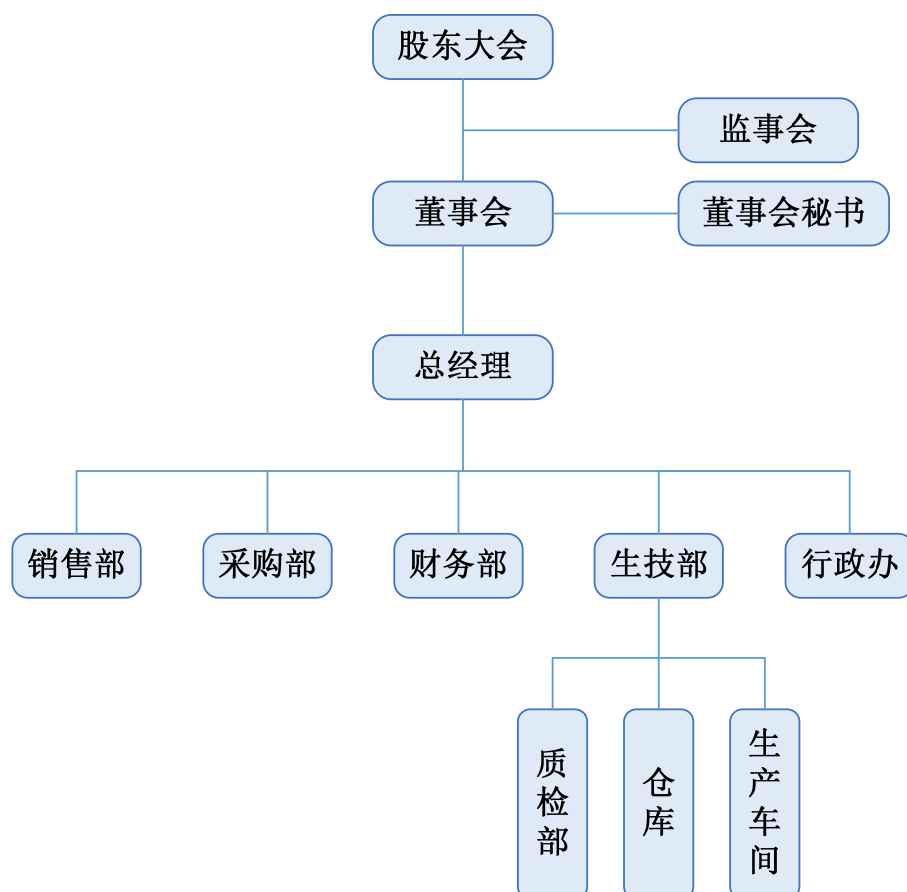 股东大会
监事会
董事会
董事会秘书
总经理
销售部
采购部
财务部
生技部
行政办
质检部
仓库
生产车间